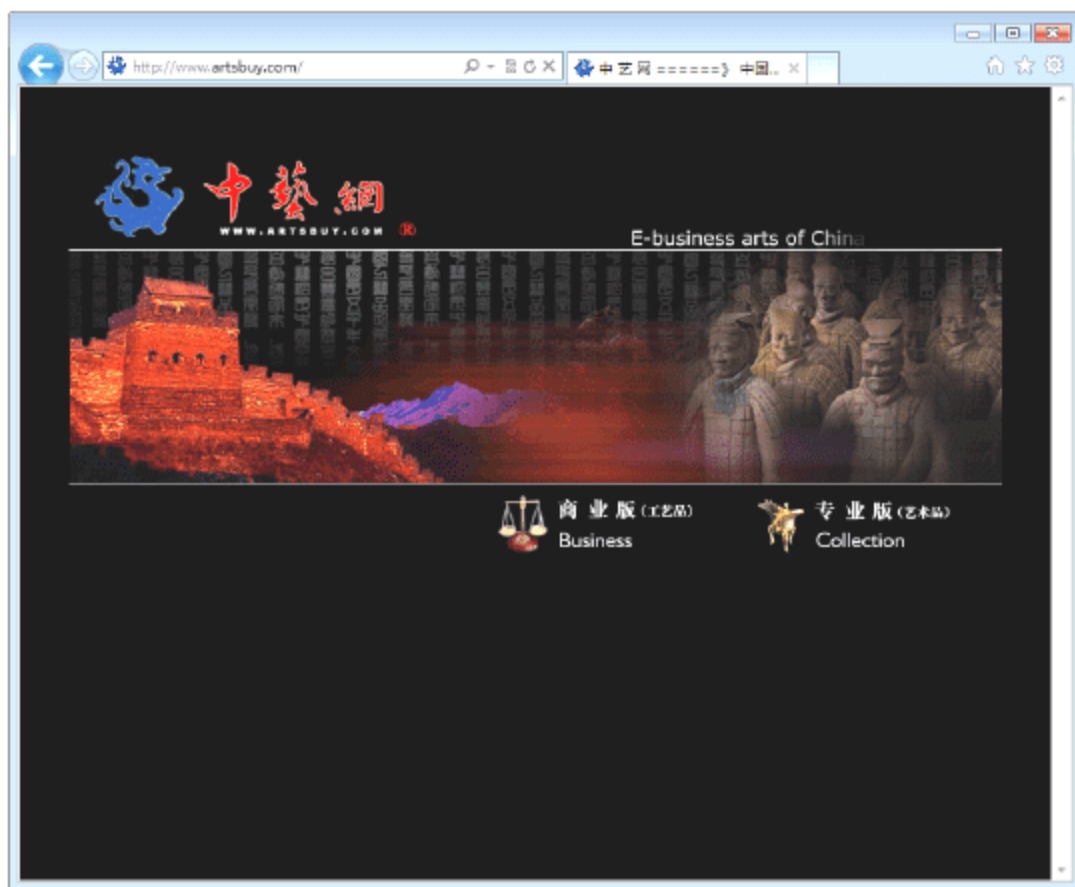 http://www.artsbuy.com/
中艺网 ======》 中国...
中藝網
WWW.ARTSBUY.COM ®
E-business arts of China
商业版(工艺品)
Business
专业版(艺术品)
Collection